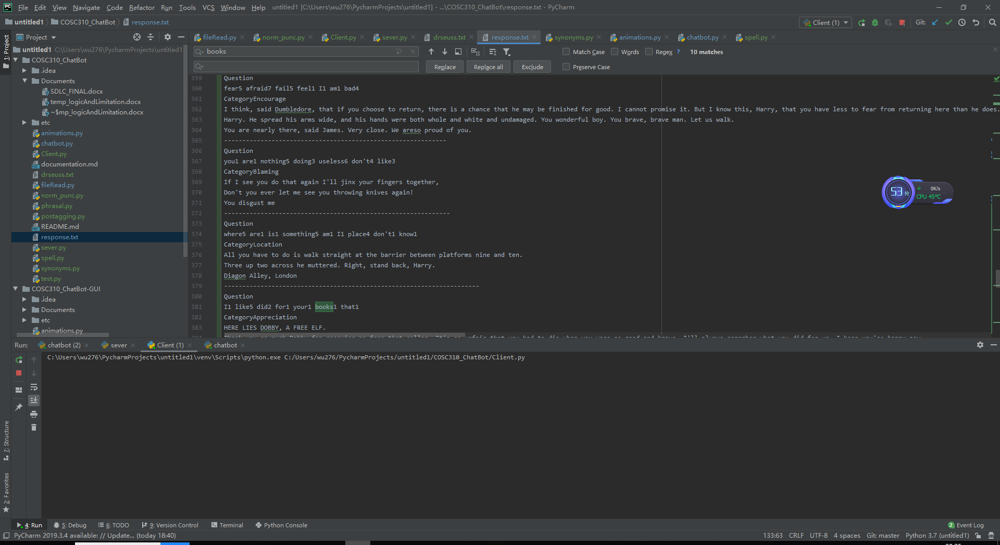 PC File Edit View Navigate Code Refactor Run Tools VCS Window Help untitled1 [C:\Users\wu276\PycharmProjects\untitled1] - ...\COSC310_ChatBot\response.txt - PyCharm
untitled1 COSC310_ChatBot response.txt Client (1) Git:
1: Project
Project
fileRead.py norm_punc.py Client.py sever.py drseuss.txt response.txt synonyms.py animations.py chatbot.py spell.py
untitled1 C:\Users\wu276\PycharmProjects\untitled1
COSC310_ChatBot
.idea
Documents
SDLC_FINAL.docx
temp_logicAndLimitation.docx
~$mp_logicAndLimitation.docx
etc
animations.py
chatbot.py
Client.py
documentation.md
drseuss.txt
fileRead.py
norm_punc.py
phrasal.py
postagging.py
README.md
response.txt
sever.py
spell.py
synonyms.py
test.py
COSC310_ChatBot-GUI
.idea
Documents
etc
animations.py
books Match Case Words Regex ? 10 matches
Replace Replace all Exclude Preserve Case
359 Question
360 fear5 afraid7 fail5 feel1 I1 am1 bad4
361 CategoryEncourage
362 I think, said Dumbledore, that if you choose to return, there is a chance that he may be finished for good. I cannot promise it. But I know this, Harry, that you have less to fear from returning here than he does.
363 Harry. He spread his arms wide, and his hands were both whole and white and undamaged. You wonderful boy. You brave, brave man. Let us walk.
364 You are nearly there, said James. Very close. We areso proud of you.
365 -------------------------------------------------------------
366 Question
367 you1 are1 nothing5 doing3 useless6 don't4 like3
368 CategoryBlaming
369 If I see you do that again I'll jinx your fingers together,
370 Don't you ever let me see you throwing knives again!
371 You disgust me
372 --------------------------------------------------------------
373 Question
374 where5 are1 is1 something5 am1 I1 place4 don't1 know1
375 CategoryLocation
376 All you have to do is walk straight at the barrier between platforms nine and ten.
377 Three up two across he muttered. Right, stand back, Harry.
378 Diagon Alley, London
379 ----------------------------------------------------------------------
380 Question
381 I1 like5 did2 for1 your1 books1 that1
382 CategoryAppreciation
383 HERE LIES DOBBY, A FREE ELF.
53 分 0K/s
CPU 45℃
Run: chatbot (2) sever Client (1) chatbot
C:\Users\wu276\PycharmProjects\untitled1\venv\Scripts\python.exe C:/Users/wu276/PycharmProjects/untitled1/COSC310_ChatBot/Client.py
7: Structure
2: Favorites
4: Run 5: Debug 6: TODO 9: Version Control Terminal Python Console 2 Event Log
PyCharm 2019.3.4 available: // Update... (today 18:40) 133:63 CRLF UTF-8 4 spaces Git: master Python 3.7 (untitled1)